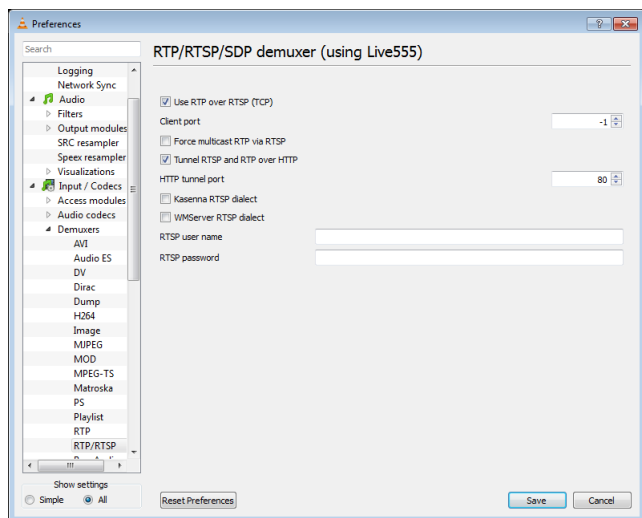 Preferences
Search
Logging
Network Sync
Audio
Filters
Output modules
SRC resampler
Speex resampler
Visualizations
Input / Codecs
Access modules
Audio codecs
Demuxers
AVI
Audio ES
DV
Dirac
Dump
H264
Image
MJPEG
MOD
MPEG-TS
Matroska
PS
Playlist
RTP
RTP/RTSP
Show settings
Simple
All
RTP/RTSP/SDP demuxer (using Live555)
Use RTP over RTSP (TCP)
Client port -1
Force multicast RTP via RTSP
Tunnel RTSP and RTP over HTTP
HTTP tunnel port 80
Kasenna RTSP dialect
WMServer RTSP dialect
RTSP user name
RTSP password
Reset Preferences
Save
Cancel